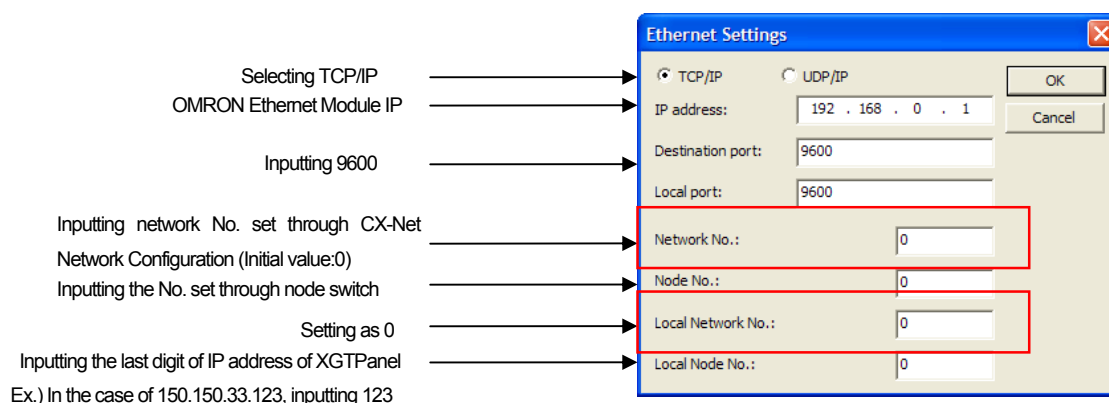 Ethernet Settings
Selecting TCP/IP
TCP/IP
UDP/IP
OK
OMRON Ethernet Module IP
IP address:
192 . 168 . 0 . 1
Cancel
Inputting 9600
Destination port:
9600
Local port:
9600
Inputting network No. set through CX-Net
Network Configuration (Initial value:0)
Network No.:
0
Inputting the No. set through node switch
Node No.:
0
Setting as 0
Local Network No.:
0
Inputting the last digit of IP address of XGTPanel
Ex.) In the case of 150.150.33.123, inputting 123
Local Node No.:
0